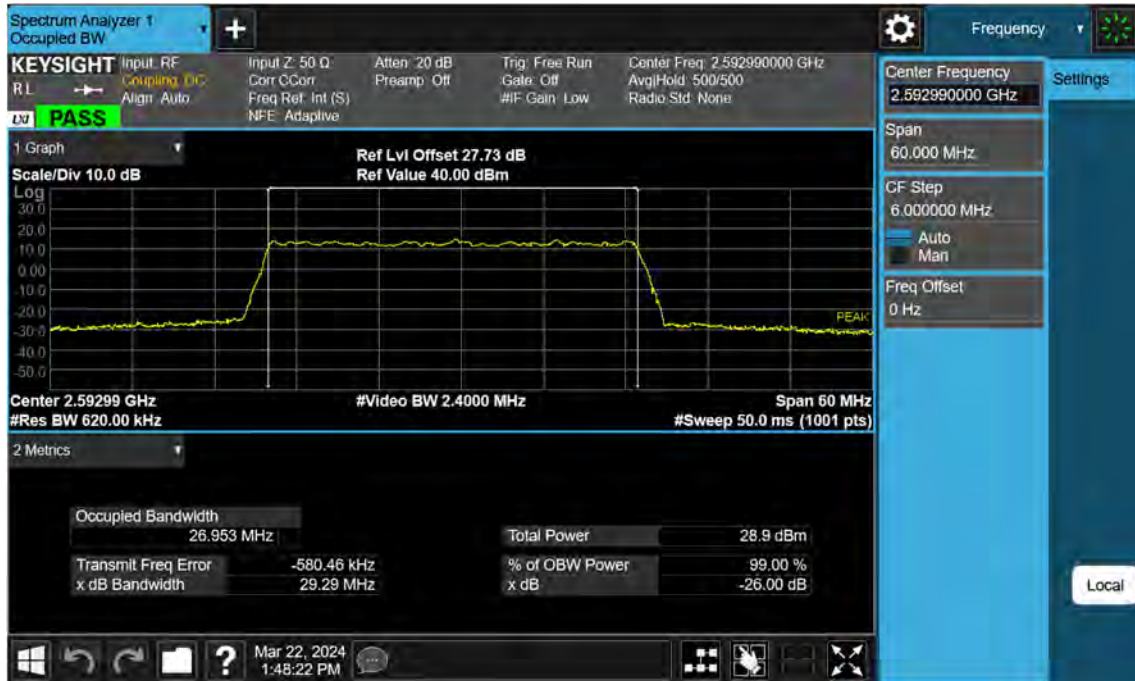 Spectrum Analyzer 1
Occupied BW
+
Frequency
KEYSIGHT
RL
LXI PASS
Input: RF
Coupling: DC
Align: Auto
Input Z: 50 Ω
Corr CCorr
Freq Ref: Int (S)
NFE: Adaptive
Atten: 20 dB
Preamp: Off
Trig: Free Run
Gate: Off
#IF Gain: Low
Center Freq: 2.592990000 GHz
Avg|Hold: 500/500
Radio Std: None
Center Frequency
2.592990000 GHz
Settings
Span
60.000 MHz
CF Step
6.000000 MHz
Auto
Man
Freq Offset
0 Hz
1 Graph
Scale/Div 10.0 dB
Ref Lvl Offset 27.73 dB
Ref Value 40.00 dBm
Log
30.0
20.0
10.0
0.00
-10.0
-20.0
-30.0
-40.0
-50.0
PEAK
Center 2.59299 GHz
#Video BW 2.4000 MHz
Span 60 MHz
#Res BW 620.00 kHz
#Sweep 50.0 ms (1001 pts)
2 Metrics
Occupied Bandwidth
26.953 MHz
Total Power 28.9 dBm
Transmit Freq Error -580.46 kHz
% of OBW Power 99.00 %
x dB Bandwidth 29.29 MHz
x dB -26.00 dB
Local
?
Mar 22, 2024
1:48:22 PM